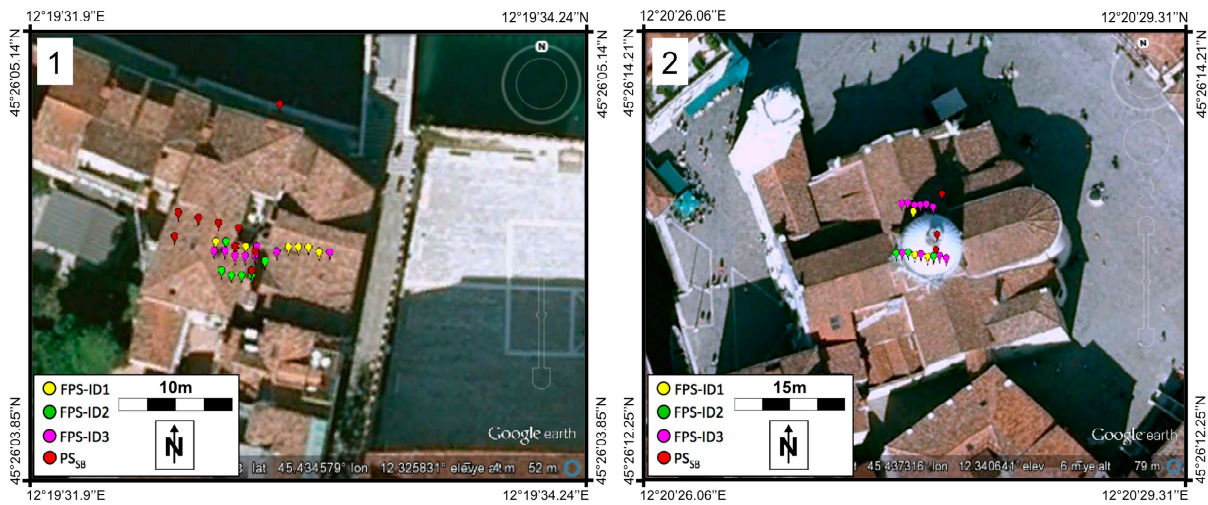 12°19'31.9''E
12°19'34.24''N
12°20'26.06''E
12°20'29.31''N
45°26'05.14''N
1
N
45°26'05.14''N
45°26'14.21''N
2
N
45°26'14.21''N
45°26'03.85''N
FPS-ID1
FPS-ID2
FPS-ID3
PSSB
10m
N
Google earth
lat 45.434579° lon 12.325831° elev
52 m
45°26'03.85''N
45°26'12.25''N
FPS-ID1
FPS-ID2
FPS-ID3
PSSB
15m
N
Google earth
45.437316° lon 12.340641° elev 6 m eye alt 79 m
45°26'12.25''N
12°19'31.9''E
12°19'34.24''N
12°20'26.06''E
12°20'29.31''N